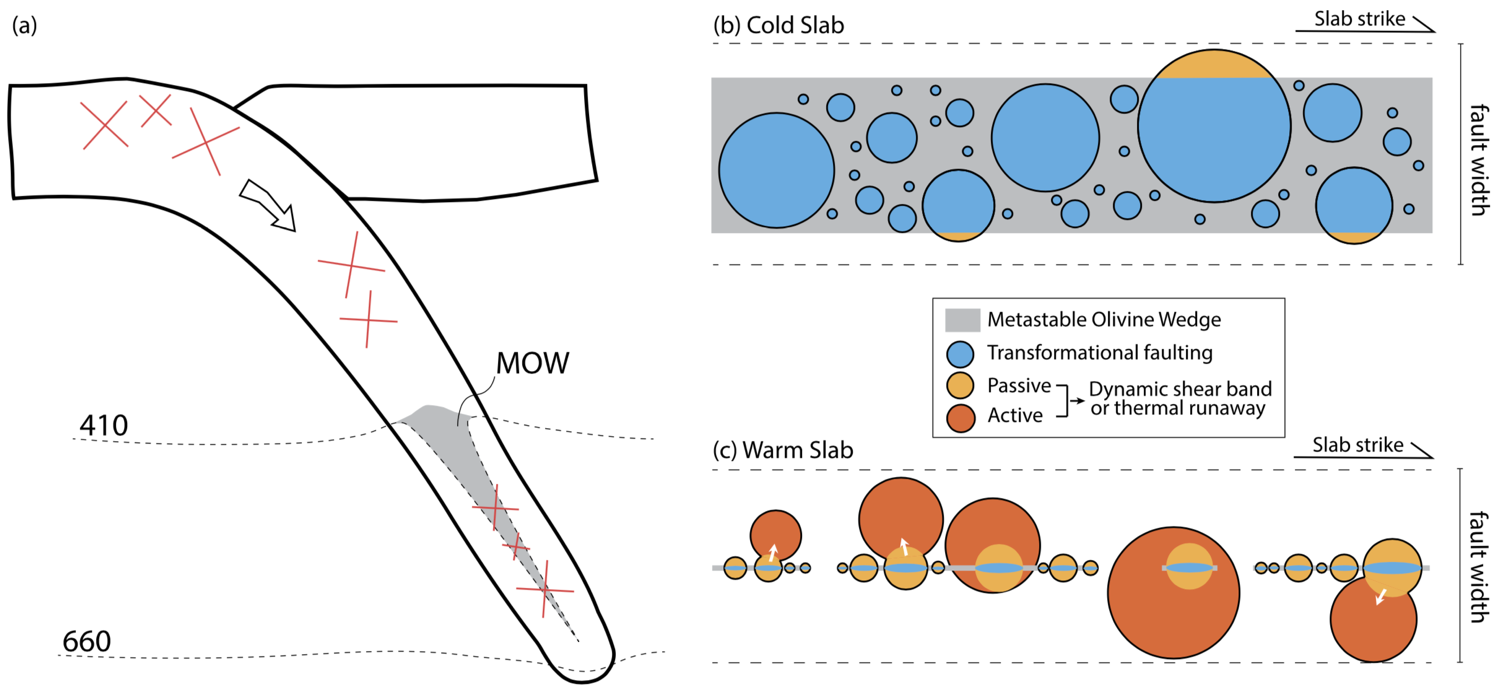 (a)
MOW
410
660
(b) Cold Slab
Slab strike
fault width
Metastable Olivine Wedge
Transformational faulting
Passive
Active
Dynamic shear band
or thermal runaway
(c) Warm Slab
Slab strike
fault width